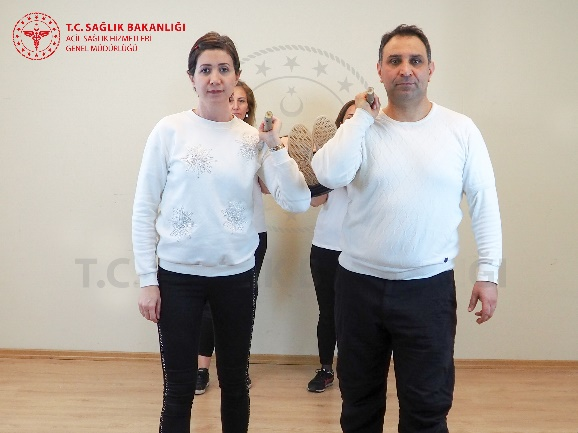 T.C. SAĞLIK BAKANLIĞI
ACİL SAĞLIK HİZMETLERİ
GENEL MÜDÜRLÜĞÜ